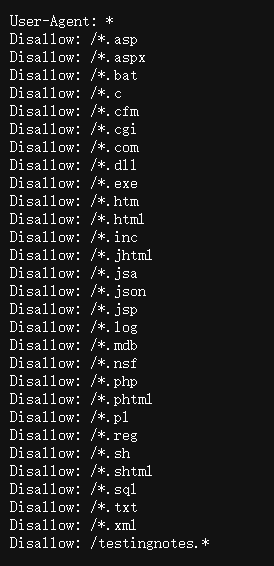 User-Agent: *
Disallow: /*.asp
Disallow: /*.aspx
Disallow: /*.bat
Disallow: /*.c
Disallow: /*.cfm
Disallow: /*.cgi
Disallow: /*.com
Disallow: /*.dll
Disallow: /*.exe
Disallow: /*.htm
Disallow: /*.html
Disallow: /*.inc
Disallow: /*.jhtml
Disallow: /*.jsa
Disallow: /*.json
Disallow: /*.jsp
Disallow: /*.log
Disallow: /*.mdb
Disallow: /*.nsf
Disallow: /*.php
Disallow: /*.phtml
Disallow: /*.pl
Disallow: /*.reg
Disallow: /*.sh
Disallow: /*.shtml
Disallow: /*.sql
Disallow: /*.txt
Disallow: /*.xml
Disallow: /testingnotes.*